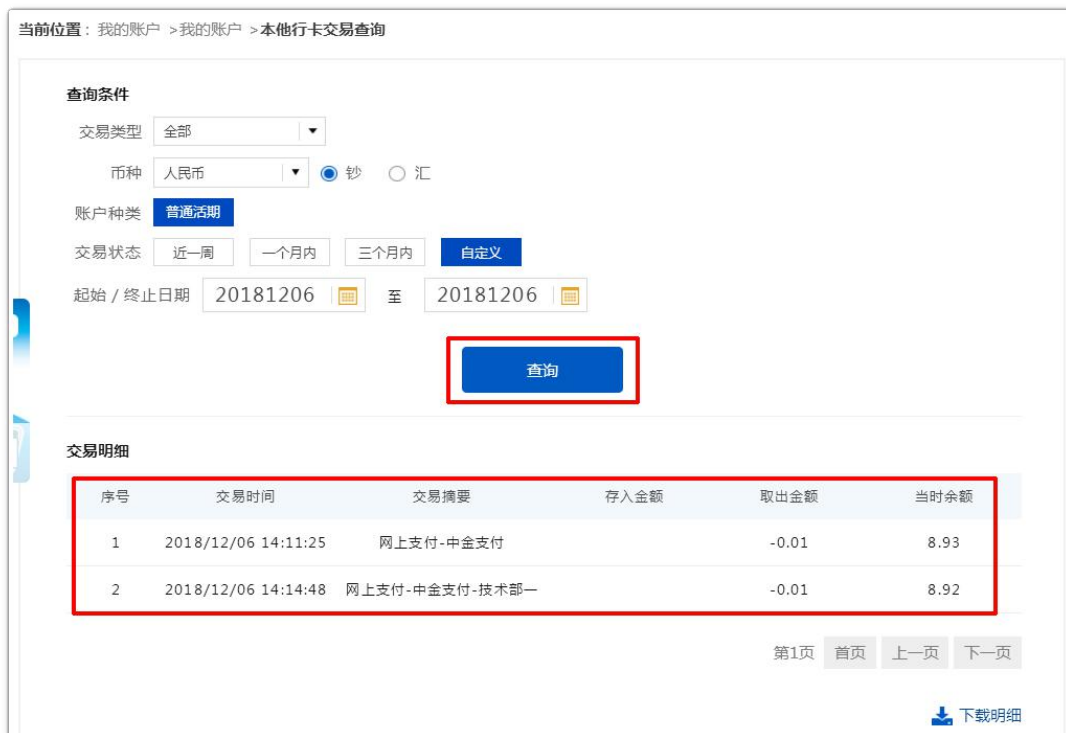 当前位置： 我的账户 >我的账户 >本他行卡交易查询
查询条件
交易类型 全部
币种 人民币 钞 汇
账户种类 普通活期
交易状态 近一周 一个月内 三个月内 自定义
起始 / 终止日期 20181206 至 20181206
查询
交易明细
序号 交易时间 交易摘要 存入金额 取出金额 当时余额
1 2018/12/06 14:11:25 网上支付-中金支付 -0.01 8.93
2 2018/12/06 14:14:48 网上支付-中金支付-技术部一 -0.01 8.92
第1页 首页 上一页 下一页
下载明细